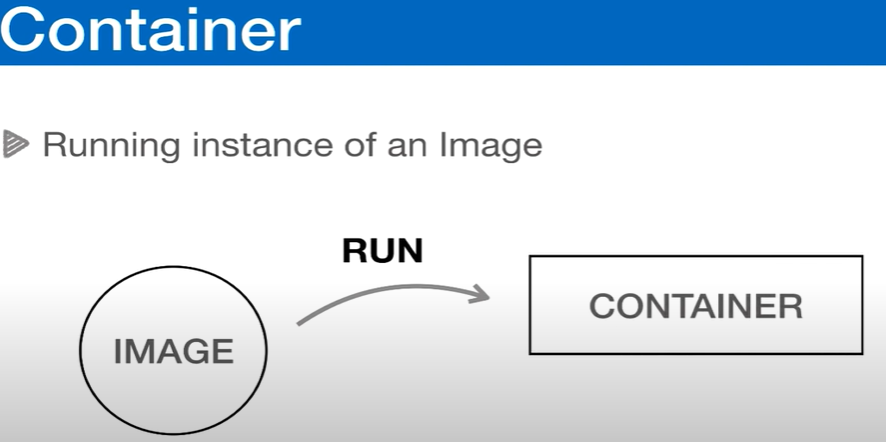 Container
Running instance of an Image
RUN
CONTAINER
IMAGE